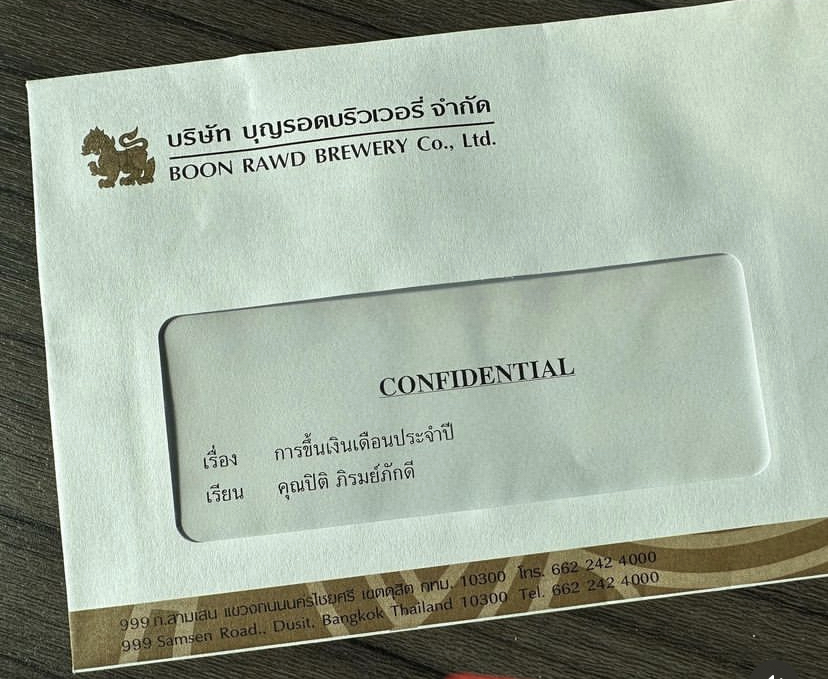 บริษัท บุญรอดบริวเวอรี่ จำกัด
BOON RAWD BREWERY Co., Ltd.
CONFIDENTIAL
เรื่อง การขึ้นเงินเดือนประจำปี
เรียน คุณปิติ ภิรมย์ภักดี
999 ถ.สามเสน แขวงถนนนครไชยศรี เขตดุสิต กทม. 10300 โทร. 662 242 4000
999 Samsen Road., Dusit, Bangkok Thailand 10300 Tel. 662 242 4000